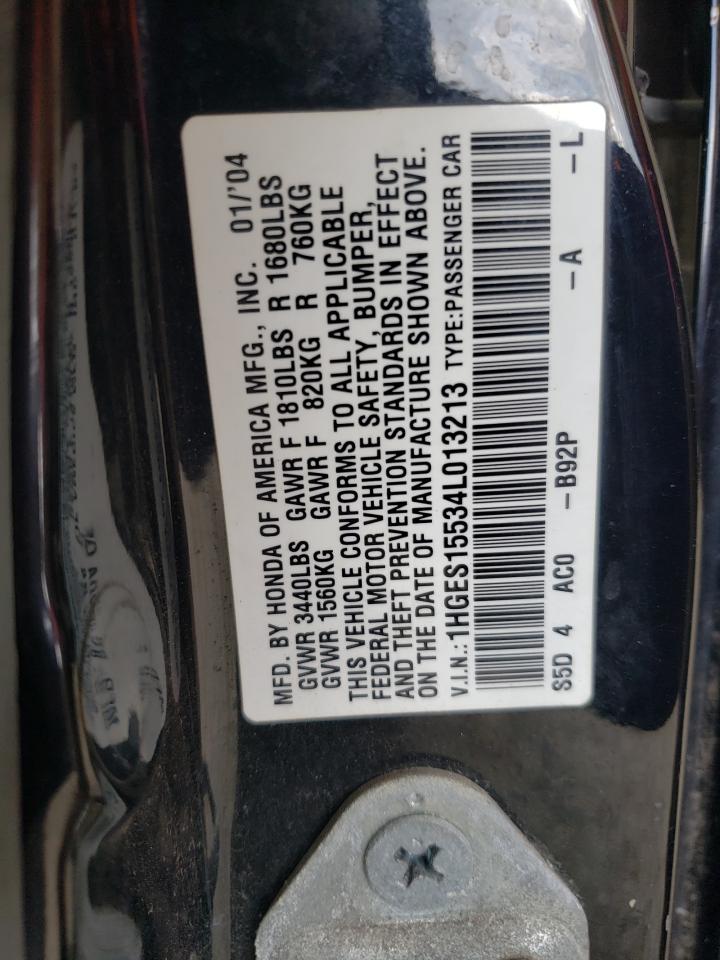 MFD. BY HONDA OF AMERICA MFG., INC. 01/'04
GVWR 3440LBS GAWR F 1810LBS R 1680LBS
GVWR 1560KG GAWR F 820KG R 760KG
THIS VEHICLE CONFORMS TO ALL APPLICABLE
FEDERAL MOTOR VEHICLE SAFETY, BUMPER,
AND THEFT PREVENTION STANDARDS IN EFFECT
ON THE DATE OF MANUFACTURE SHOWN ABOVE.
V.I.N.:1HGES15534L013213 TYPE:PASSENGER CAR
S5D 4 AC0 –B92P –A –L